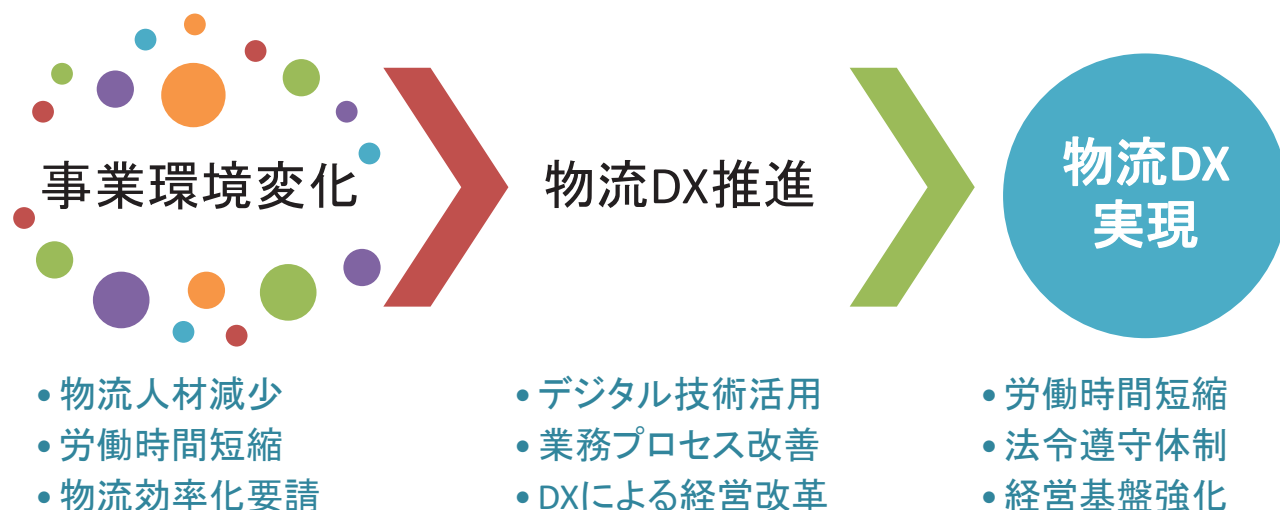 事業環境変化
• 物流人材減少
• 労働時間短縮
• 物流効率化要請
物流DX推進
• デジタル技術活用
• 業務プロセス改善
• DXによる経営改革
物流DX
実現
• 労働時間短縮
• 法令遵守体制
• 経営基盤強化